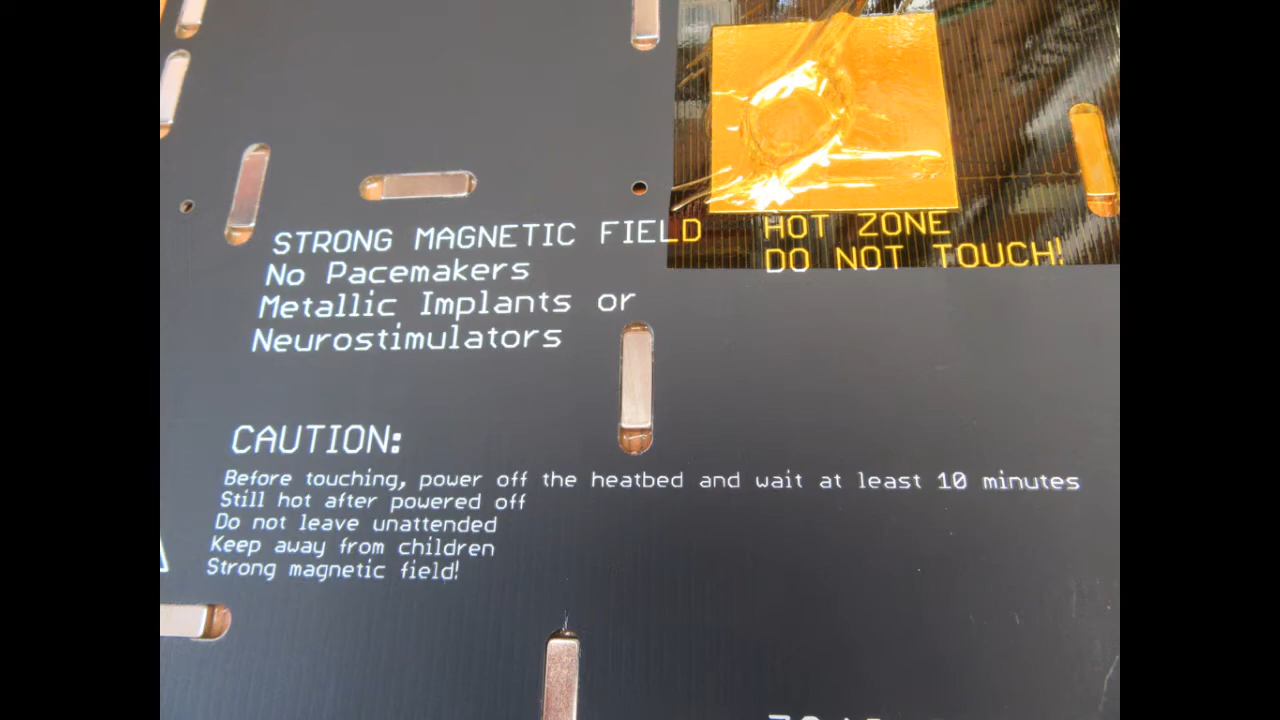 STRONG MAGNETIC FIELD
No Pacemakers
Metallic Implants or
Neurostimulators
HOT ZONE
DO NOT TOUCH!
CAUTION:
Before touching, power off the heatbed and wait at least 10 minutes
Still hot after powered off
Do not leave unattended
Keep away from children
Strong magnetic field!